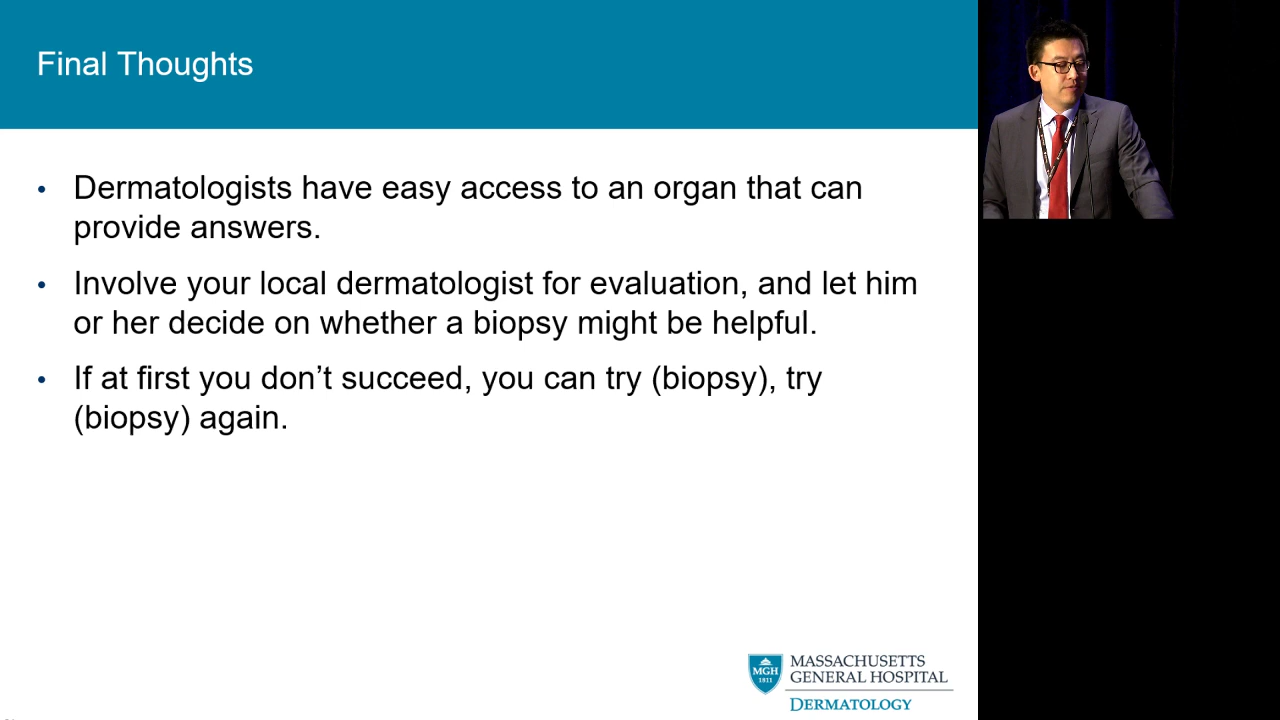 Final Thoughts
• Dermatologists have easy access to an organ that can
provide answers.
• Involve your local dermatologist for evaluation, and let him
or her decide on whether a biopsy might be helpful.
• If at first you don’t succeed, you can try (biopsy), try
(biopsy) again.
MGH
1811
MASSACHUSETTS
GENERAL HOSPITAL
DERMATOLOGY